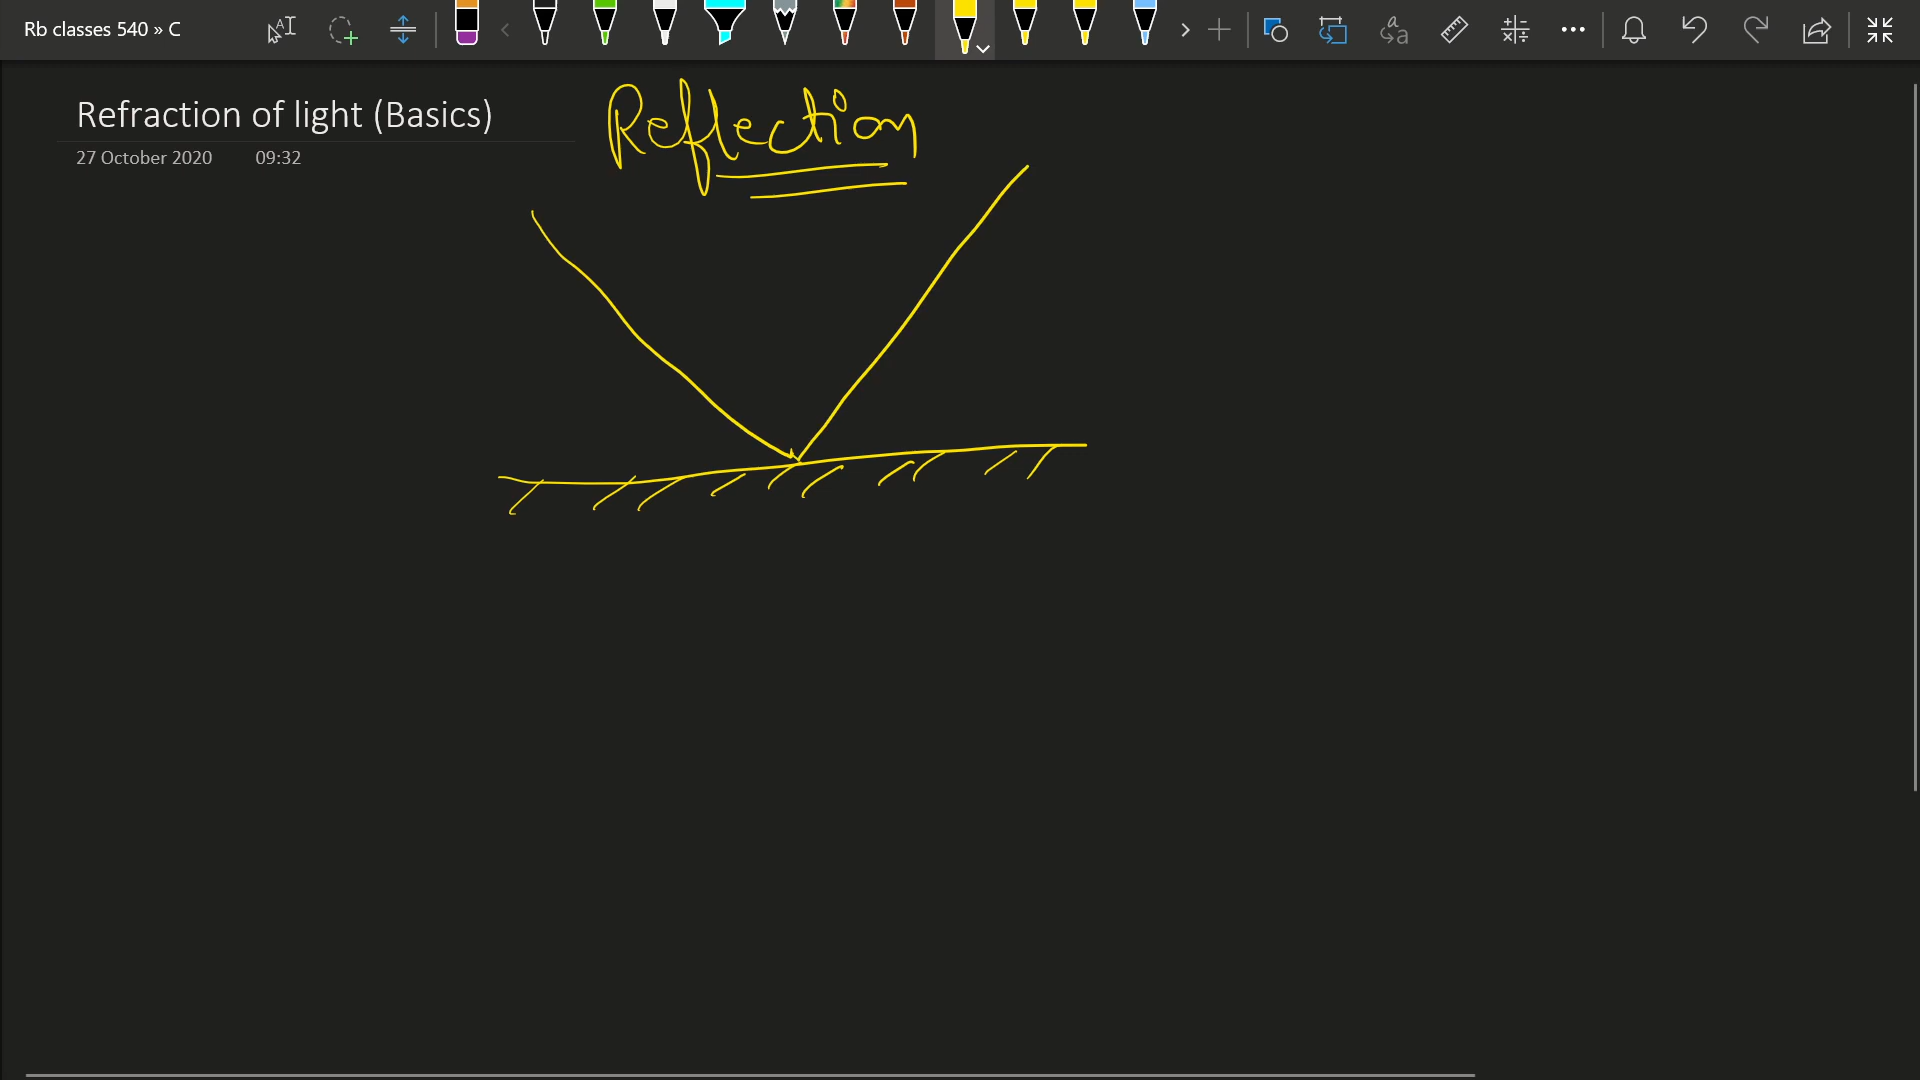 Rb classes 540 » C
Refraction of light (Basics)
27 October 2020 09:32
Reflection